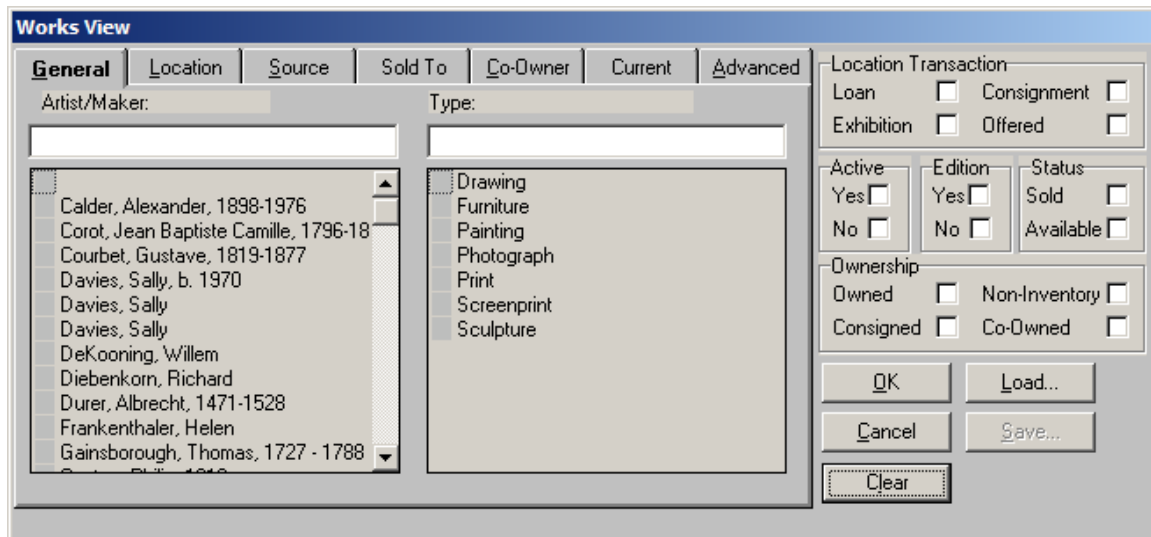 Works View
General Location Source Sold To Co-Owner Current Advanced
Artist/Maker:
Calder, Alexander, 1898-1976
Corot, Jean Baptiste Camille, 1796-18
Courbet, Gustave, 1819-1877
Davies, Sally, b. 1970
Davies, Sally
Davies, Sally
DeKooning, Willem
Diebenkorn, Richard
Durer, Albrecht, 1471-1528
Frankenthaler, Helen
Gainsborough, Thomas, 1727 - 1788
Type:
Drawing
Furniture
Painting
Photograph
Print
Screenprint
Sculpture
Location Transaction
Loan Consignment
Exhibition Offered
Active
Yes
No
Edition
Yes
No
Status
Sold
Available
Ownership
Owned Non-Inventory
Consigned Co-Owned
OK Load...
Cancel Save...
Clear